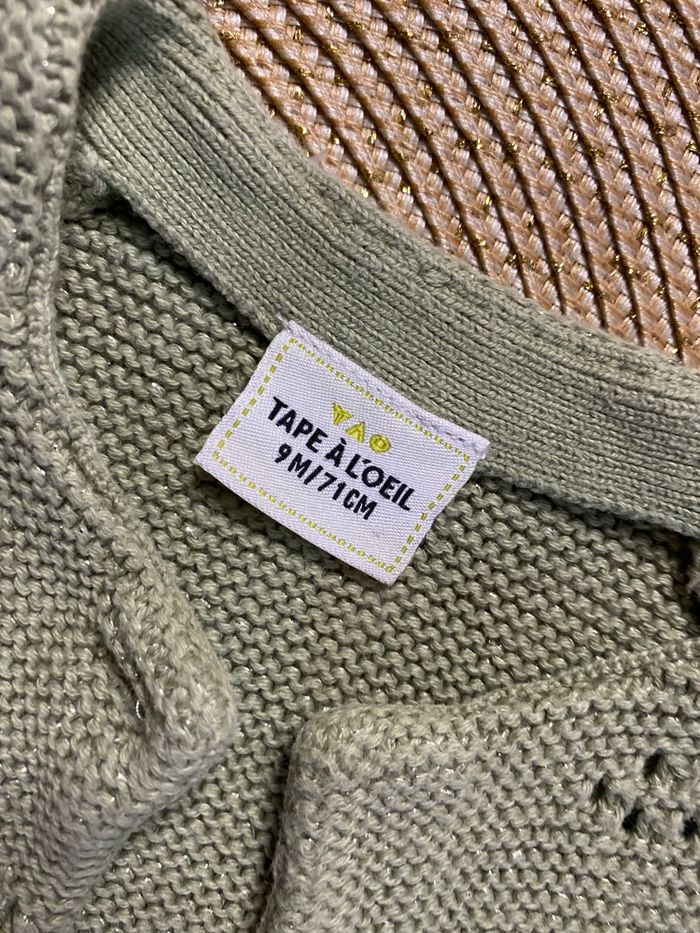 TAO
TAPE À L'OEIL
9M/71CM